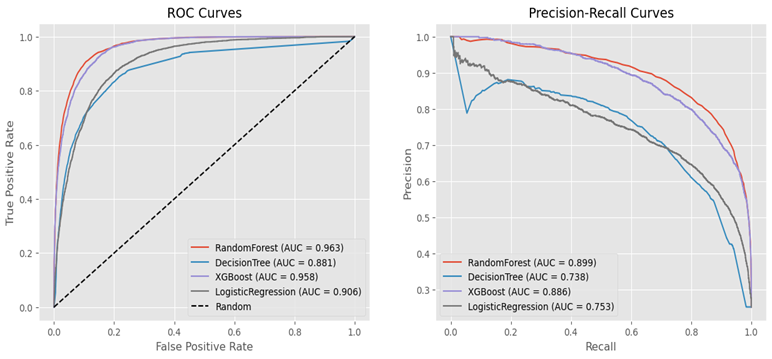 ROC Curves
True Positive Rate
1.0
0.8
0.6
0.4
0.2
0.0
RandomForest (AUC = 0.963)
DecisionTree (AUC = 0.881)
XGBoost (AUC = 0.958)
LogisticRegression (AUC = 0.906)
Random
0.0 0.2 0.4 0.6 0.8 1.0
False Positive Rate
Precision-Recall Curves
Precision
1.0
0.9
0.8
0.7
0.6
0.5
0.4
0.3
RandomForest (AUC = 0.899)
DecisionTree (AUC = 0.738)
XGBoost (AUC = 0.886)
LogisticRegression (AUC = 0.753)
0.0 0.2 0.4 0.6 0.8 1.0
Recall